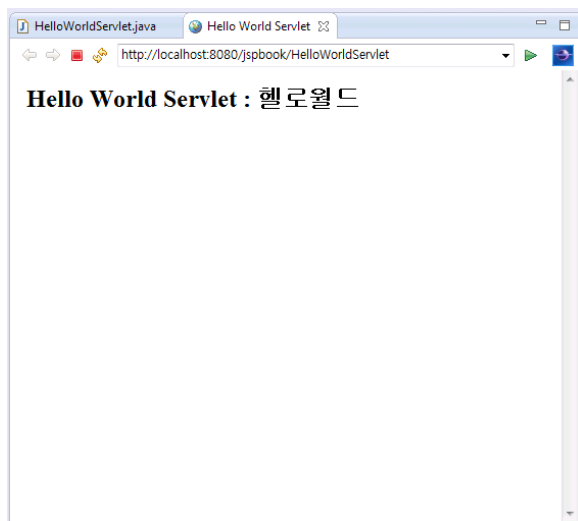 HelloWorldServlet.java Hello World Servlet
http://localhost:8080/jspbook/HelloWorldServlet
Hello World Servlet : 헬로월드